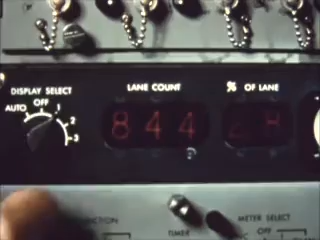 DISPLAY SELECT
LANE COUNT
% OF LANE
AUTO
OFF
1
2
3
844
METER SELECT
TIMER
OFF